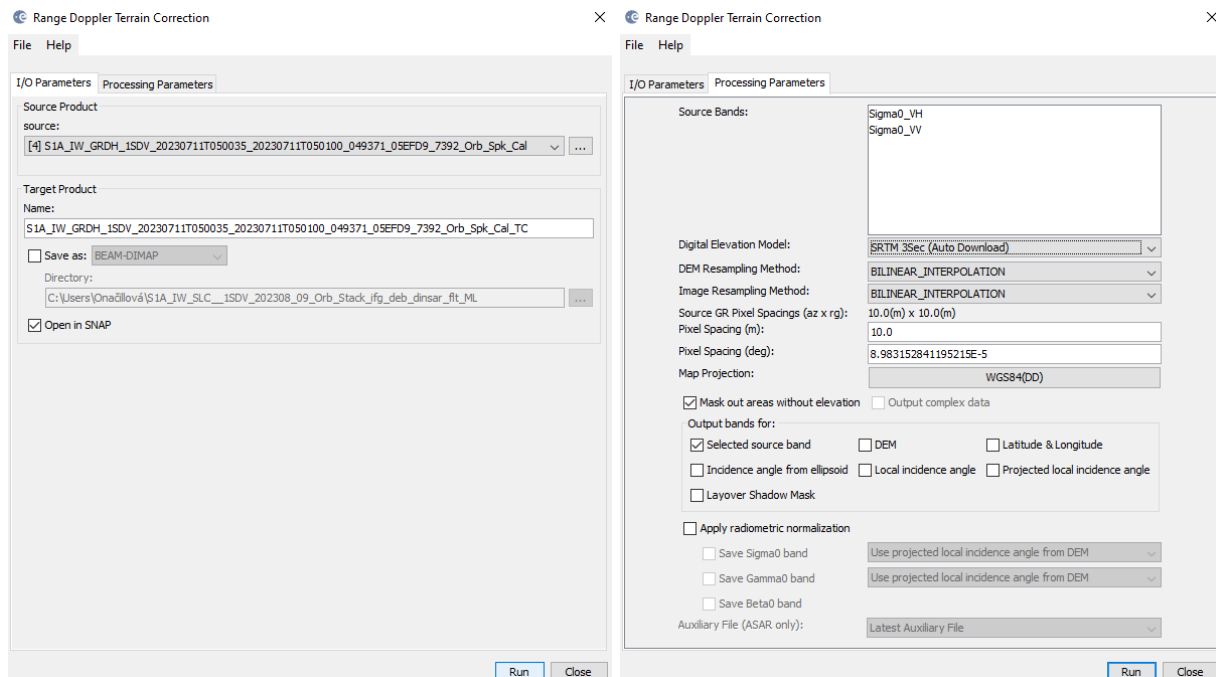 Range Doppler Terrain Correction
File Help
I/O Parameters Processing Parameters
Source Product
source:
[4] S1A_IW_GRDH_1SDV_20230711T050035_20230711T050100_049371_05EFD9_7392_Orb_Spk_Cal
...
Target Product
Name:
S1A_IW_GRDH_1SDV_20230711T050035_20230711T050100_049371_05EFD9_7392_Orb_Spk_Cal_TC
Save as: BEAM-DIMAP
Directory:
C:\Users\Onačillová\S1A_IW_SLC__1SDV_202308_09_Orb_Stack_ifg_deb_dinsar_flt_ML
...
Open in SNAP
Run Close
Range Doppler Terrain Correction
File Help
I/O Parameters Processing Parameters
Source Bands:
Sigma0_VH
Sigma0_VV
Digital Elevation Model: SRTM 3Sec (Auto Download)
DEM Resampling Method: BILINEAR_INTERPOLATION
Image Resampling Method: BILINEAR_INTERPOLATION
Source GR Pixel Spacings (az x rg): 10.0(m) x 10.0(m)
Pixel Spacing (m): 10.0
Pixel Spacing (deg): 8.983152841195215E-5
Map Projection: WGS84(DD)
Mask out areas without elevation Output complex data
Output bands for:
Selected source band DEM Latitude & Longitude
Incidence angle from ellipsoid Local incidence angle Projected local incidence angle
Layover Shadow Mask
Apply radiometric normalization
Save Sigma0 band Use projected local incidence angle from DEM
Save Gamma0 band Use projected local incidence angle from DEM
Save Beta0 band
Auxiliary File (ASAR only): Latest Auxiliary File
Run Close